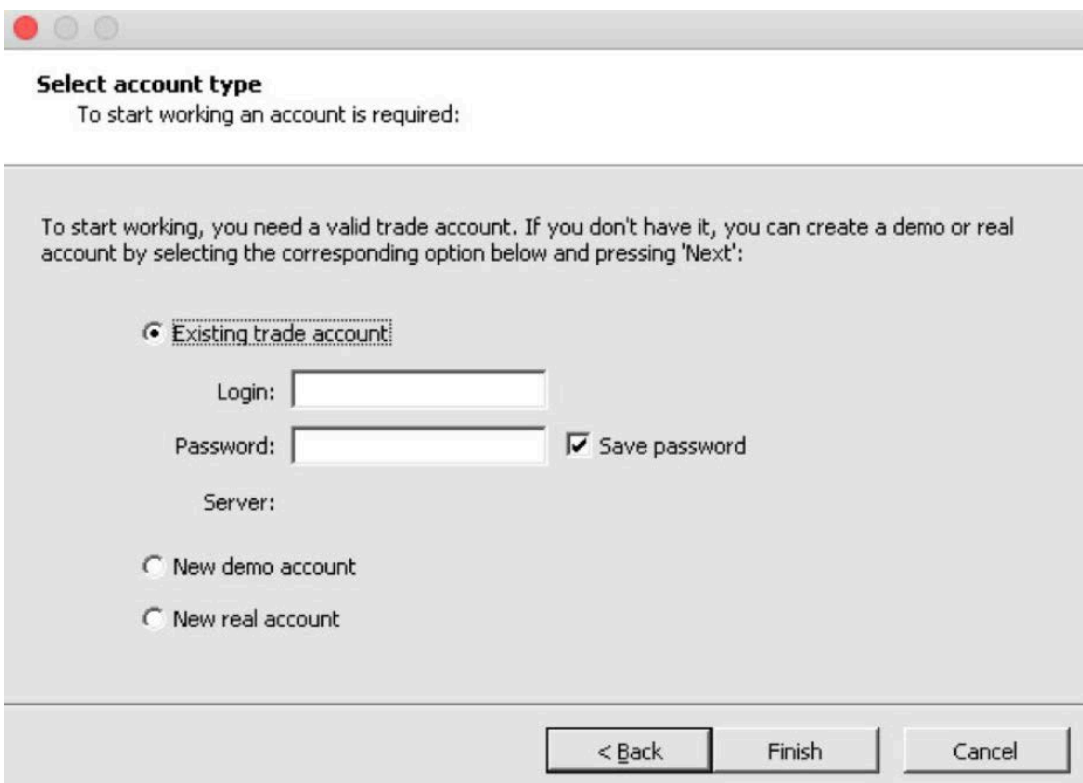 Select account type
To start working an account is required:
To start working, you need a valid trade account. If you don't have it, you can create a demo or real
account by selecting the corresponding option below and pressing 'Next':
Existing trade account
Login:
Password:
Save password
Server:
New demo account
New real account
< Back
Finish
Cancel